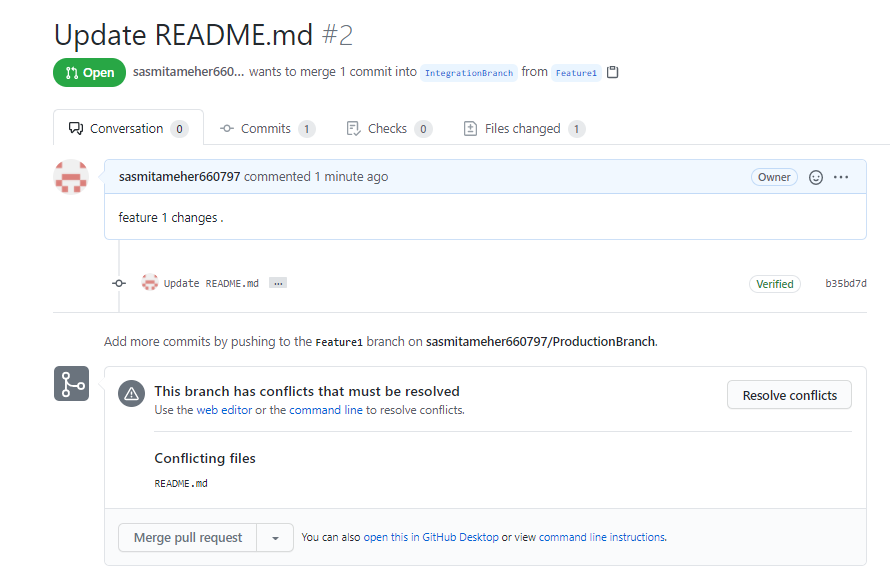 Update README.md #2
Open sasmitameher660... wants to merge 1 commit into IntegrationBranch from Feature1
Conversation 0 Commits 1 Checks 0 Files changed 1
sasmitameher660797 commented 1 minute ago Owner ...
feature 1 changes .
Update README.md ... Verified b35bd7d
Add more commits by pushing to the Feature1 branch on sasmitameher660797/ProductionBranch.
This branch has conflicts that must be resolved
Use the web editor or the command line to resolve conflicts.
Resolve conflicts
Conflicting files
README.md
Merge pull request You can also open this in GitHub Desktop or view command line instructions.